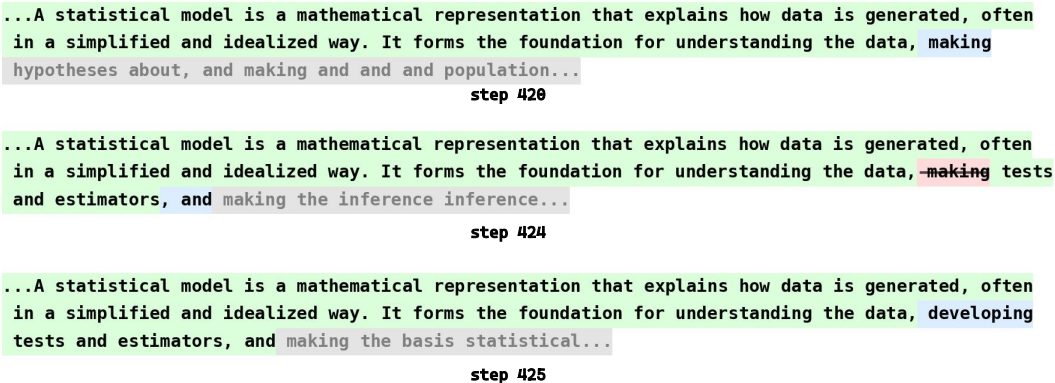 ...A statistical model is a mathematical representation that explains how data is generated, often
in a simplified and idealized way. It forms the foundation for understanding the data, making
hypotheses about, and making and and and population...
step 420
...A statistical model is a mathematical representation that explains how data is generated, often
in a simplified and idealized way. It forms the foundation for understanding the data, making tests
and estimators, and making the inference inference...
step 424
...A statistical model is a mathematical representation that explains how data is generated, often
in a simplified and idealized way. It forms the foundation for understanding the data, developing
tests and estimators, and making the basis statistical...
step 425